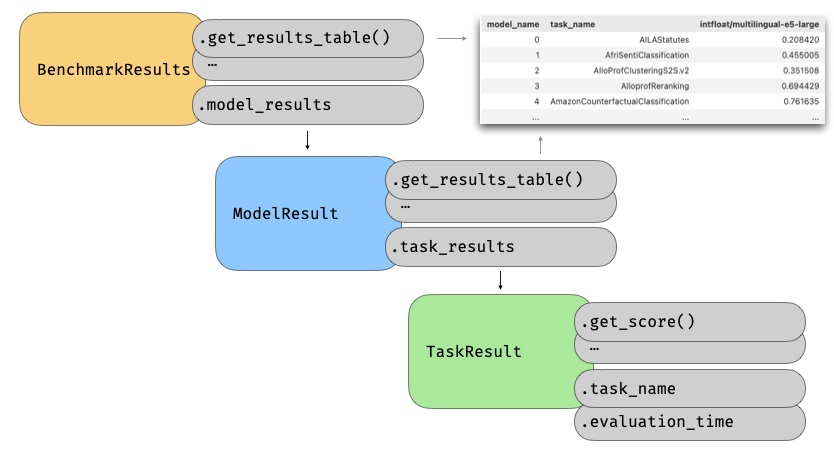 BenchmarkResults
.get_results_table()
…
.model_results
model_name task_name intfloat/multilingual-e5-large
0 AILAStatutes 0.208420
1 AfriSentiClassification 0.455005
2 AlloProfClusteringS2S.v2 0.351508
3 AlloprofReranking 0.694429
4 AmazonCounterfactualClassification 0.761635
... ... ...
ModelResult
.get_results_table()
…
.task_results
TaskResult
.get_score()
…
.task_name
.evaluation_time